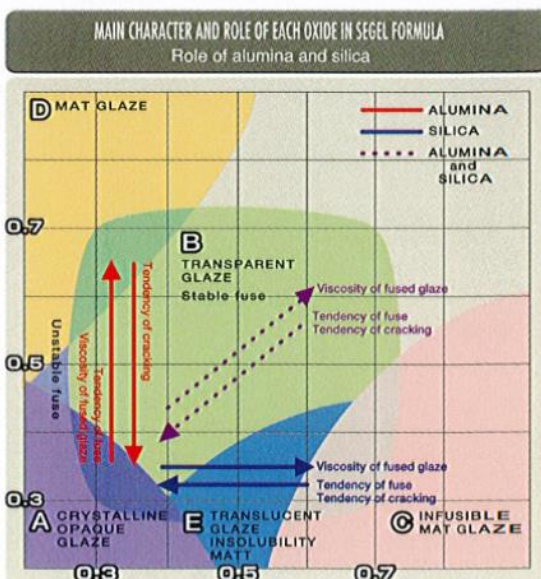 MAIN CHARACTER AND ROLE OF EACH OXIDE IN SEGEL FORMULA
Role of alumina and silica
D MAT GLAZE
ALUMINA
SILICA
ALUMINA
and
SILICA
0.7
B
TRANSPARENT
GLAZE
Stable fuse
Viscosity of fused glaze
Tendency of fuse
Tendency of cracking
Tendency of cracking
Tendency of fuse
Viscosity of fused glaze
Unstable fuse
0.5
Viscosity of fused glaze
Tendency of fuse
Tendency of cracking
0.3
A CRYSTALLINE
OPAQUE
GLAZE
E TRANSLUCENT
GLAZE
INSOLUBILITY
MATT
C INFUSIBLE
MAT GLAZE
0.3
0.5
0.7